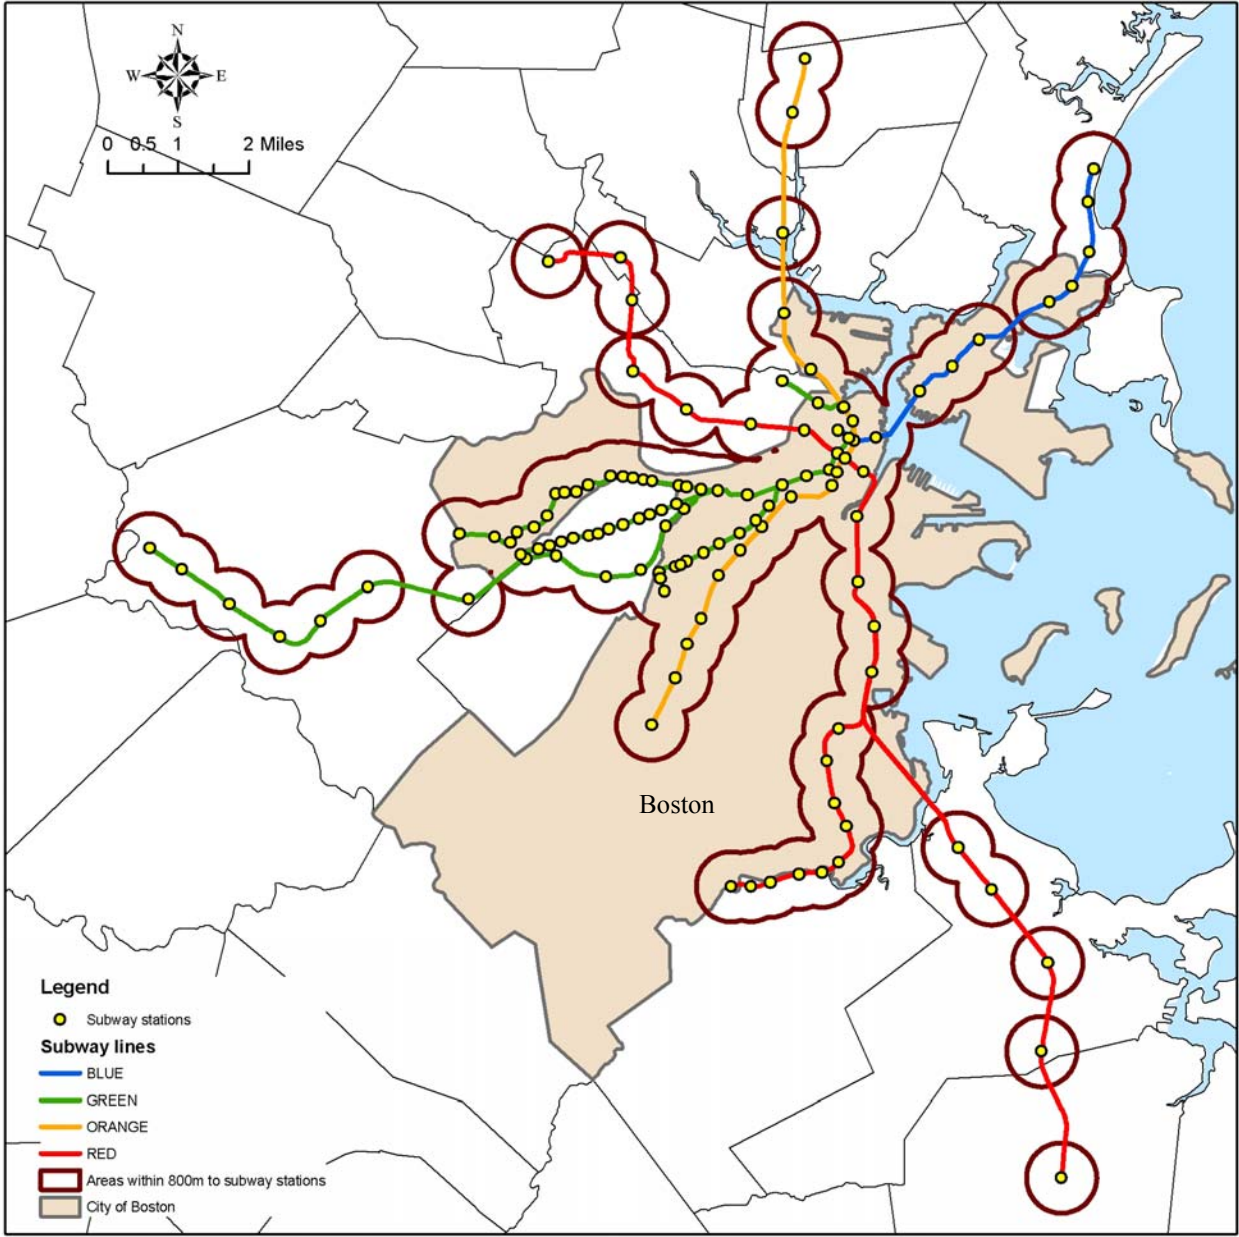 N
W E
S
0 0.5 1 2 Miles
Boston
Legend
Subway stations
Subway lines
BLUE
GREEN
ORANGE
RED
Areas within 800m to subway stations
City of Boston